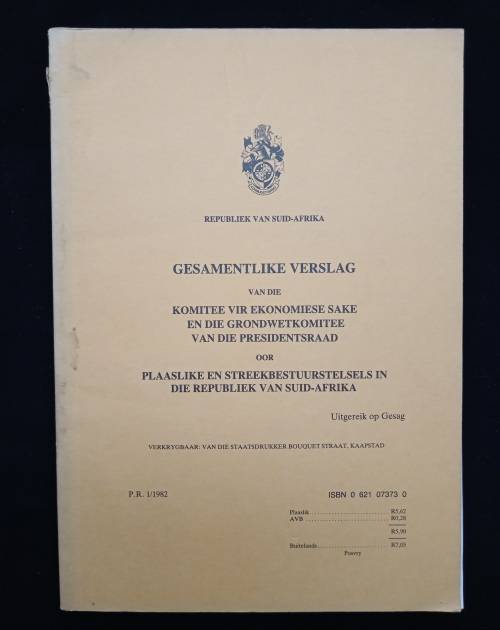 REPUBLIEK VAN SUID-AFRIKA
GESAMENTLIKE VERSLAG
VAN DIE
KOMITEE VIR EKONOMIESE SAKE
EN DIE GRONDWETKOMITEE
VAN DIE PRESIDENTSRAAD
OOR
PLAASLIKE EN STREEKBESTUURSTELSELS IN
DIE REPUBLIEK VAN SUID-AFRIKA
Uitgereik op Gesag
VERKRYGBAAR: VAN DIE STAATSDRUKKER BOUQUET STRAAT, KAAPSTAD
P.R. 1/1982 ISBN 0 621 07373 0
Plaaslik R5,62
AVB R0,28
R5,90
Buitelands R7,05
Posvry